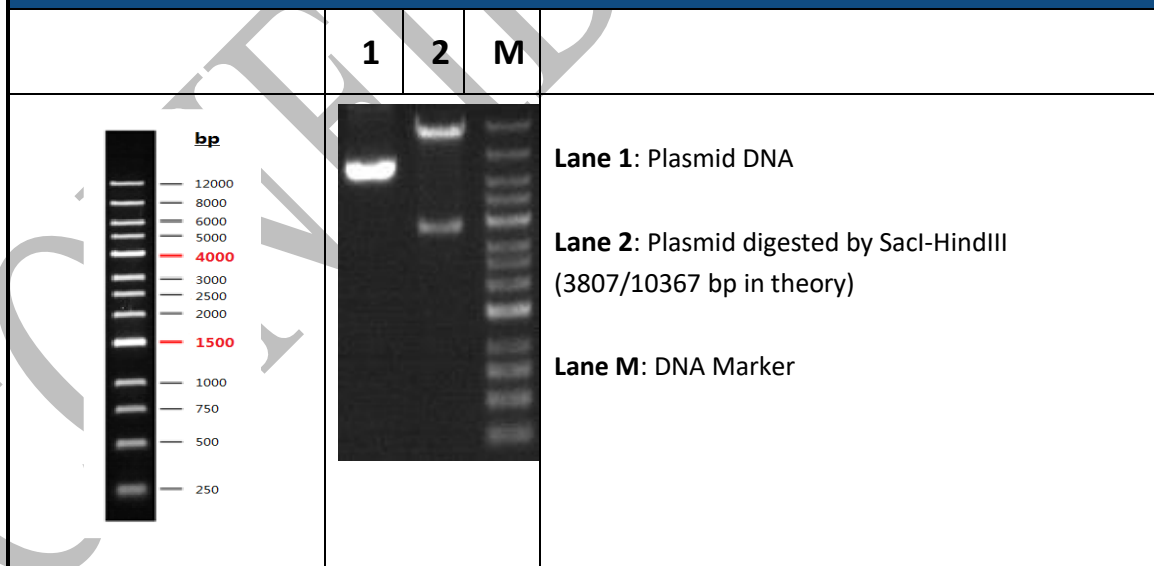 1 2 M
bp
12000
8000
6000
5000
4000
3000
2500
2000
1500
1000
750
500
250
Lane 1: Plasmid DNA
Lane 2: Plasmid digested by SacI-HindIII
(3807/10367 bp in theory)
Lane M: DNA Marker